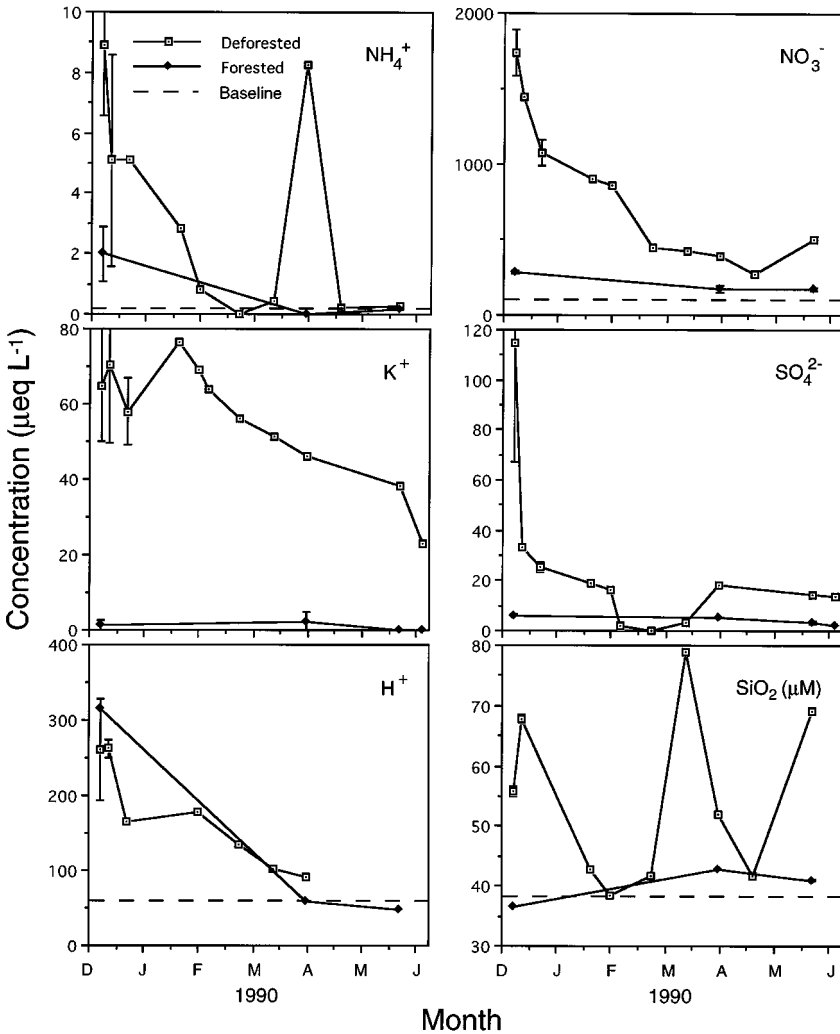 Concentration (µeq L⁻¹)
10
8
6
4
2
0
Deforested
Forested
Baseline
NH₄⁺
2000
1000
500
0
NO₃⁻
80
60
40
20
0
K⁺
120
100
80
60
40
20
0
SO₄²⁻
400
300
200
100
0
H⁺
D J F M A M J
1990
80
70
60
50
40
30
SiO₂ (µM)
D J F M A M J
1990
Month